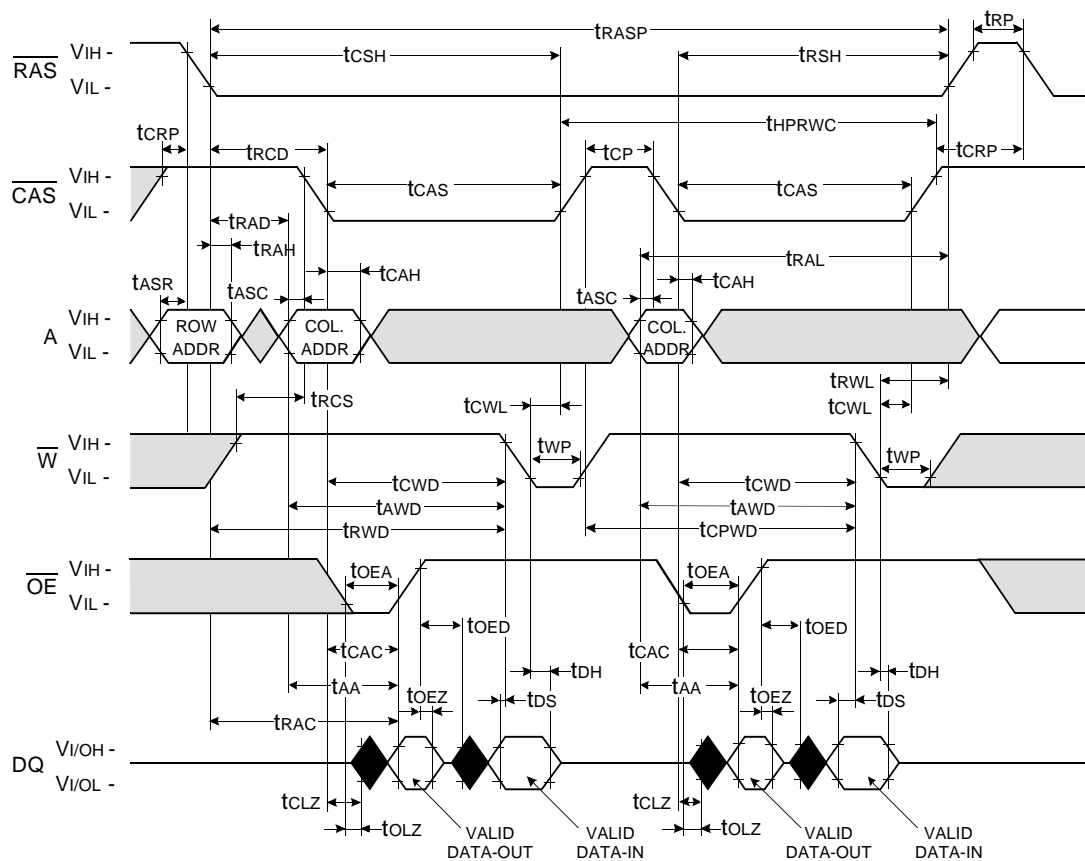 tRASP
tRP
tCSH
tRSH
RAS
VIH -
VIL -
tHPRWC
tCRP
tRCD
tCP
tCRP
CAS
VIH -
VIL -
tCAS
tCAS
tRAD
tRAH
tRAL
tASR
tASC
tCAH
tASC
tCAH
A
VIH -
VIL -
ROW
ADDR
COL.
ADDR
COL.
ADDR
tRCS
tCWL
tRWL
tCWL
W
VIH -
VIL -
tWP
tWP
tCWD
tCWD
tAWD
tAWD
tRWD
tCPWD
OE
VIH -
VIL -
tOEA
tOEA
tOED
tOED
tCAC
tCAC
tDH
tDH
tAA
tOEZ
tDS
tAA
tOEZ
tDS
tRAC
DQ
VI/OH -
VI/OL -
tCLZ
tCLZ
tOLZ
tOLZ
VALID
DATA-OUT
VALID
DATA-IN
VALID
DATA-OUT
VALID
DATA-IN